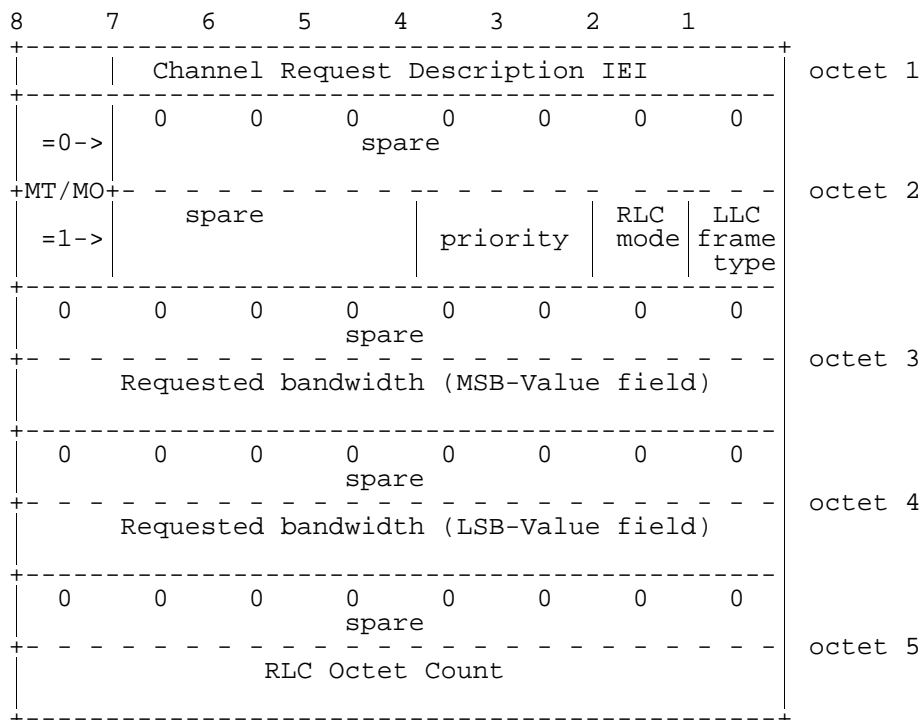 8 7 6 5 4 3 2 1
Channel Request Description IEI octet 1
0 0 0 0 0 0 0
=0-> spare
MT/MO octet 2
spare RLC LLC
=1-> priority mode frame
type
0 0 0 0 0 0 0 0
spare
octet 3
Requested bandwidth (MSB-Value field)
0 0 0 0 0 0 0 0
spare
octet 4
Requested bandwidth (LSB-Value field)
0 0 0 0 0 0 0 0
spare
octet 5
RLC Octet Count